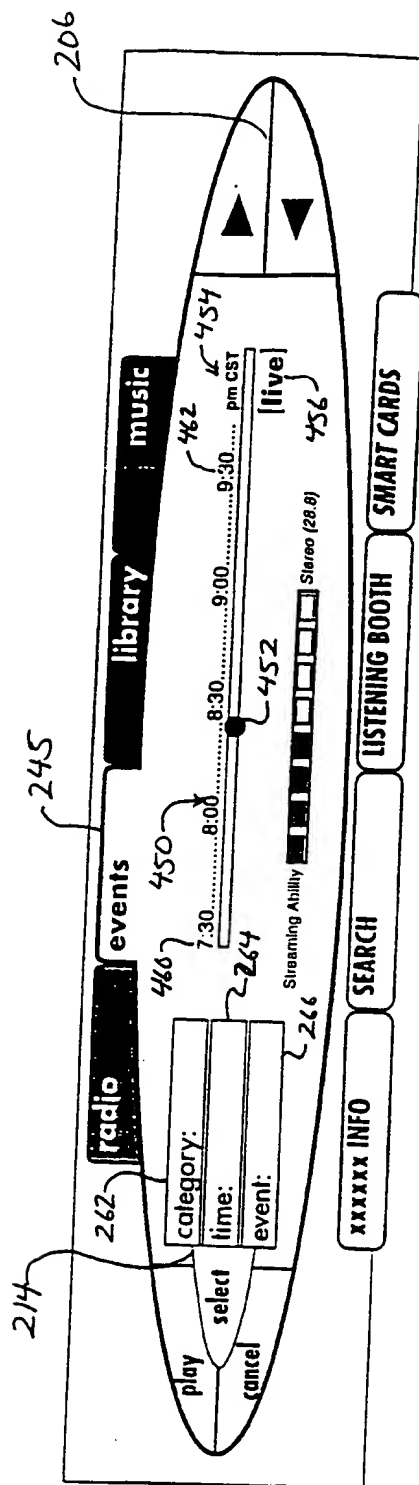 245
206
radio
events
library
music
214
262
450
462
454
460
7:30........8:00........8:30........9:00........9:30..... pm CST
play
select
cancel
category:
time:
event:
264
266
452
[live]
456
Streaming Ability
Stereo (28.8)
xxxxxx INFO
SEARCH
LISTENING BOOTH
SMART CARDS